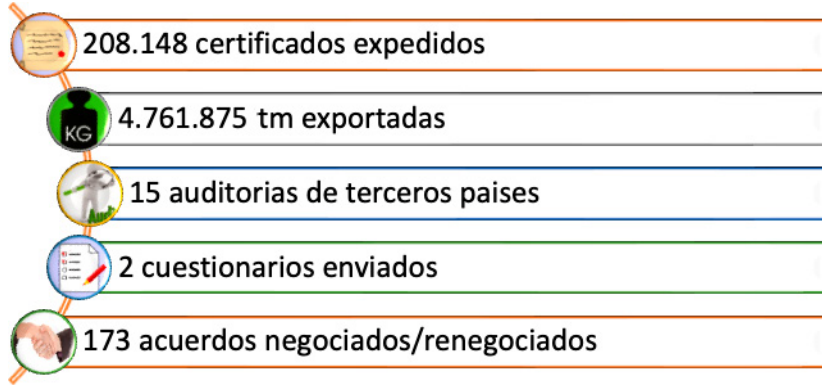 208.148 certificados expedidos
KG
4.761.875 tm exportadas
15 auditorias de terceros paises
2 cuestionarios enviados
173 acuerdos negociados/renegociados